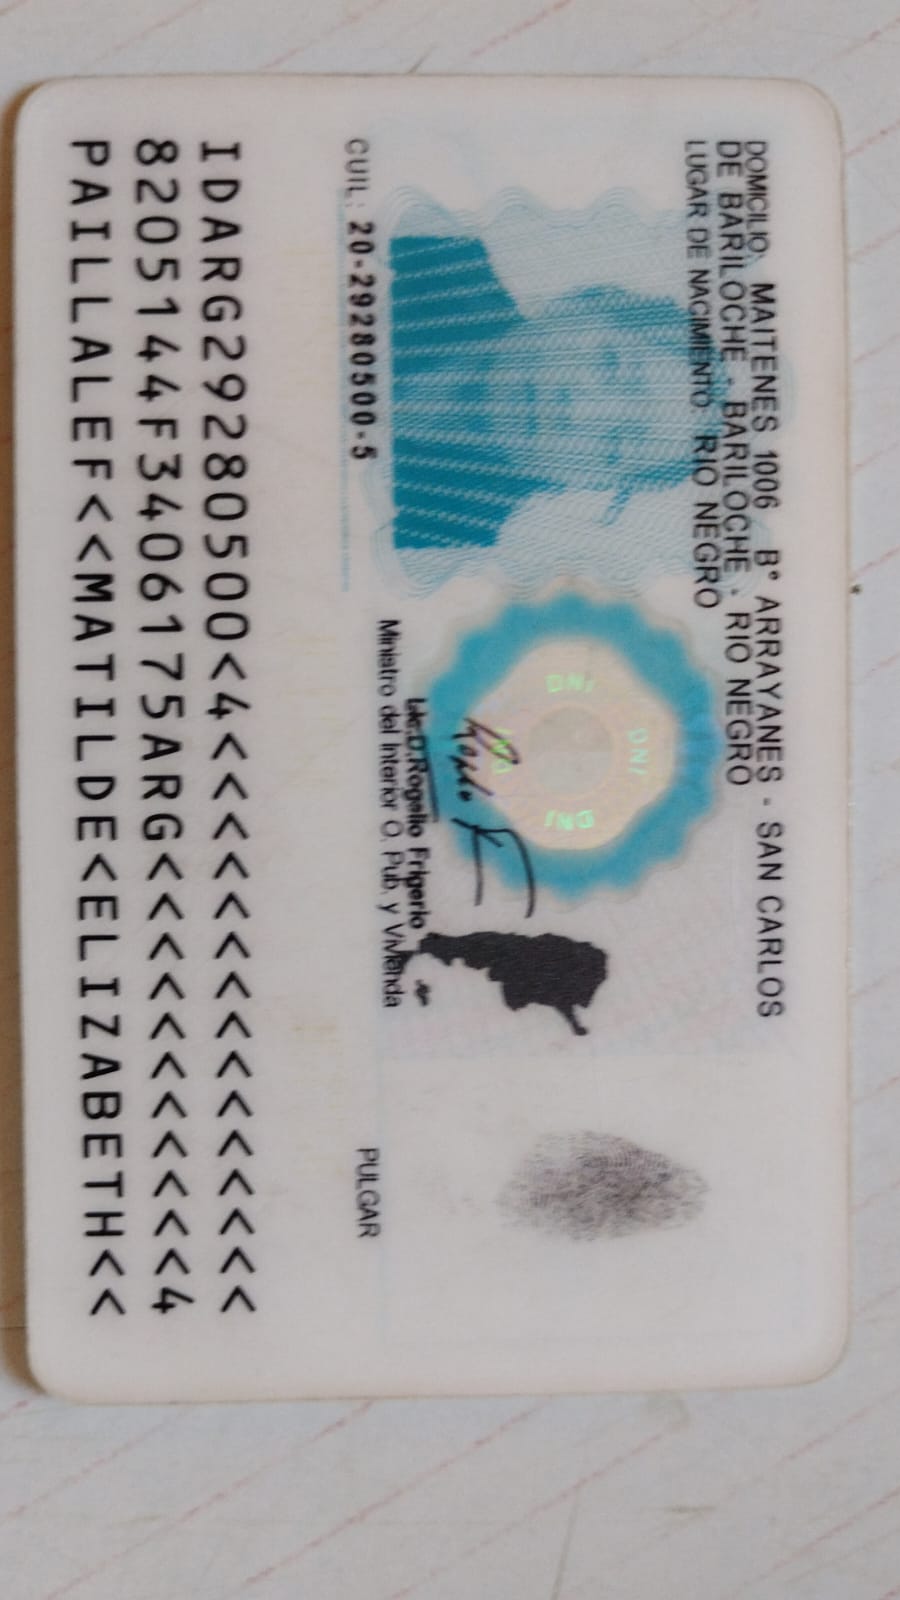 DOMICILIO: MAITENES 1006 B° ARRAYANES - SAN CARLOS
DE BARILOCHE - BARILOCHE - RIO NEGRO
LUGAR DE NACIMIENTO: RIO NEGRO
DNI
DNI
DNI
DNI
Lic. Rogelio Frigerio
Ministro del Interior O. Pub. y Vivienda
CUIL: 20-29280500-5
PULGAR
IDARG29280500<4<<<<<<<<<<<<<<<
8205144F3406175ARG<<<<<<<<<<<4
PAILLALEF<<MATILDE<ELIZABETH<<